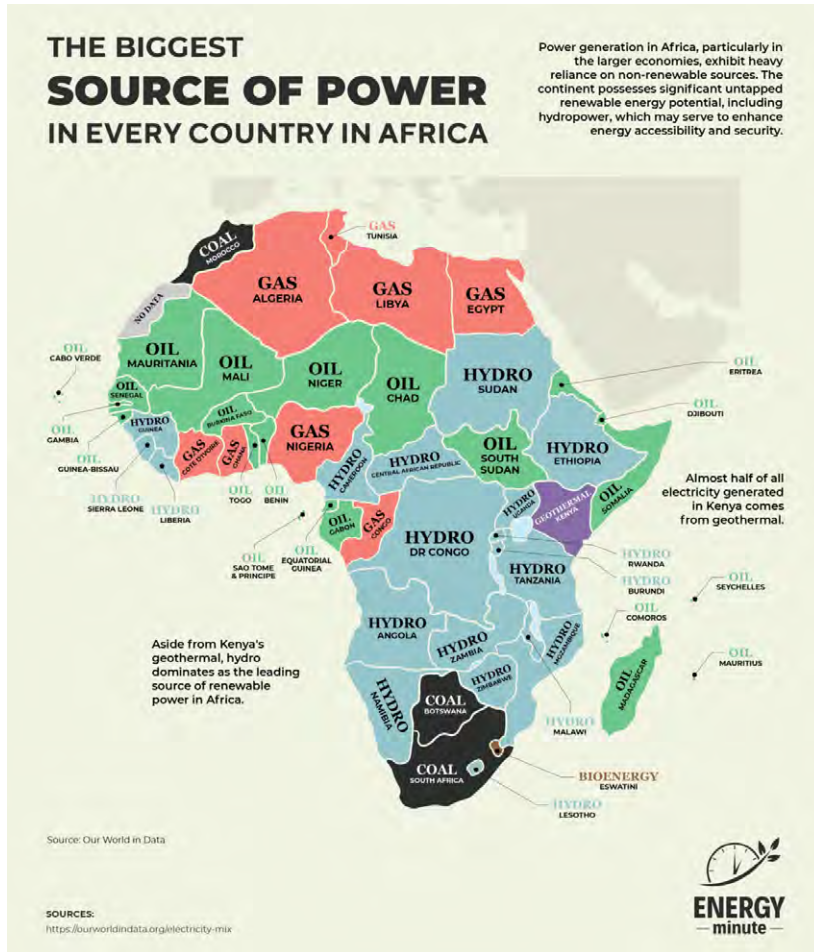 THE BIGGEST
SOURCE OF POWER
IN EVERY COUNTRY IN AFRICA
Power generation in Africa, particularly in
the larger economies, exhibit heavy
reliance on non-renewable sources. The
continent possesses significant untapped
renewable energy potential, including
hydropower, which may serve to enhance
energy accessibility and security.
GAS
TUNISIA
COAL
MOROCCO
GAS
ALGERIA
GAS
LIBYA
GAS
EGYPT
NO DATA
OIL
CABO VERDE
OIL
MAURITANIA
OIL
MALI
OIL
NIGER
OIL
CHAD
HYDRO
SUDAN
OIL
ERITREA
OIL
SENEGAL
OIL
GAMBIA
OIL
BURKINA FASO
OIL
DJIBOUTI
HYDRO
GUINEA
OIL
GUINEA-BISSAU
GAS
COTE D'IVOIRE
GAS
GHANA
GAS
NIGERIA
HYDRO
CAMEROON
HYDRO
CENTRAL AFRICAN REPUBLIC
OIL
SOUTH
SUDAN
HYDRO
ETHIOPIA
HYDRO
SIERRA LEONE
HYDRO
LIBERIA
OIL
TOGO
OIL
BENIN
HYDRO
UGANDA
GEOTHERMAL
KENYA
OIL
SOMALIA
Almost half of all
electricity generated
in Kenya comes
from geothermal.
OIL
SAO TOME
& PRINCIPE
OIL
EQUATORIAL
GUINEA
OIL
GABON
GAS
CONGO
HYDRO
DR CONGO
HYDRO
TANZANIA
HYDRO
RWANDA
HYDRO
BURUNDI
OIL
SEYCHELLES
OIL
COMOROS
HYDRO
ANGOLA
HYDRO
ZAMBIA
HYDRO
MOZAMBIQUE
OIL
MADAGASCAR
OIL
MAURITIUS
Aside from Kenya's
geothermal, hydro
dominates as the leading
source of renewable
power in Africa.
HYDRO
NAMIBIA
COAL
BOTSWANA
HYDRO
ZIMBABWE
HYDRO
MALAWI
COAL
SOUTH AFRICA
BIOENERGY
ESWATINI
HYDRO
LESOTHO
Source: Our World in Data
SOURCES:
https://ourworldindata.org/electricity-mix
ENERGY
minute